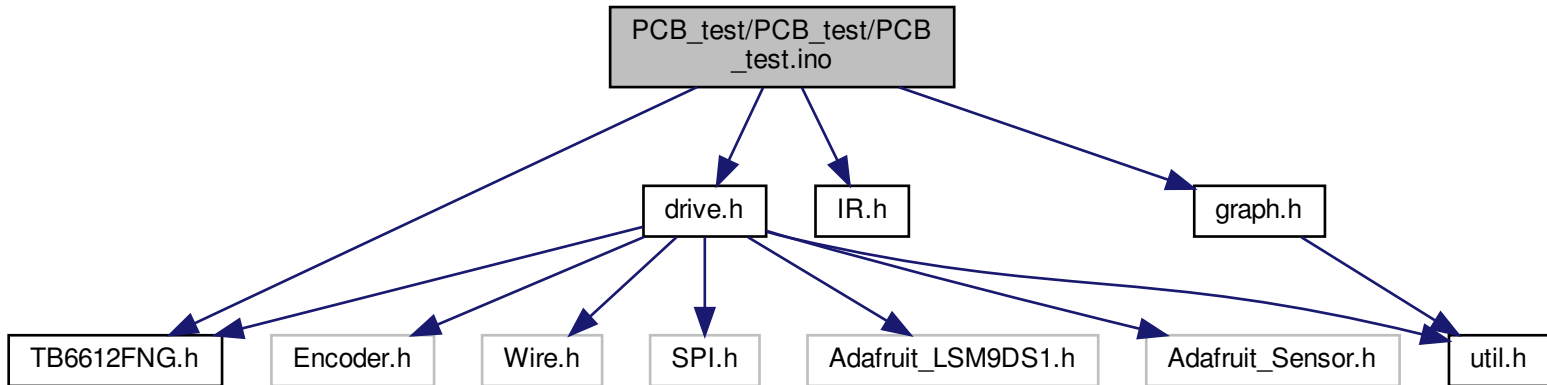 PCB_test/PCB_test/PCB
_test.ino
drive.h
IR.h
graph.h
TB6612FNG.h
Encoder.h
Wire.h
SPI.h
Adafruit_LSM9DS1.h
Adafruit_Sensor.h
util.h